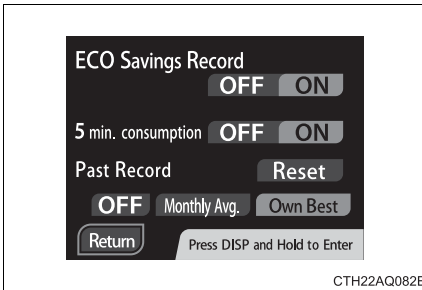 ECO Savings Record
OFF ON
5 min. consumption OFF ON
Past Record Reset
OFF Monthly Avg. Own Best
Return Press DISP and Hold to Enter
CTH22AQ082E